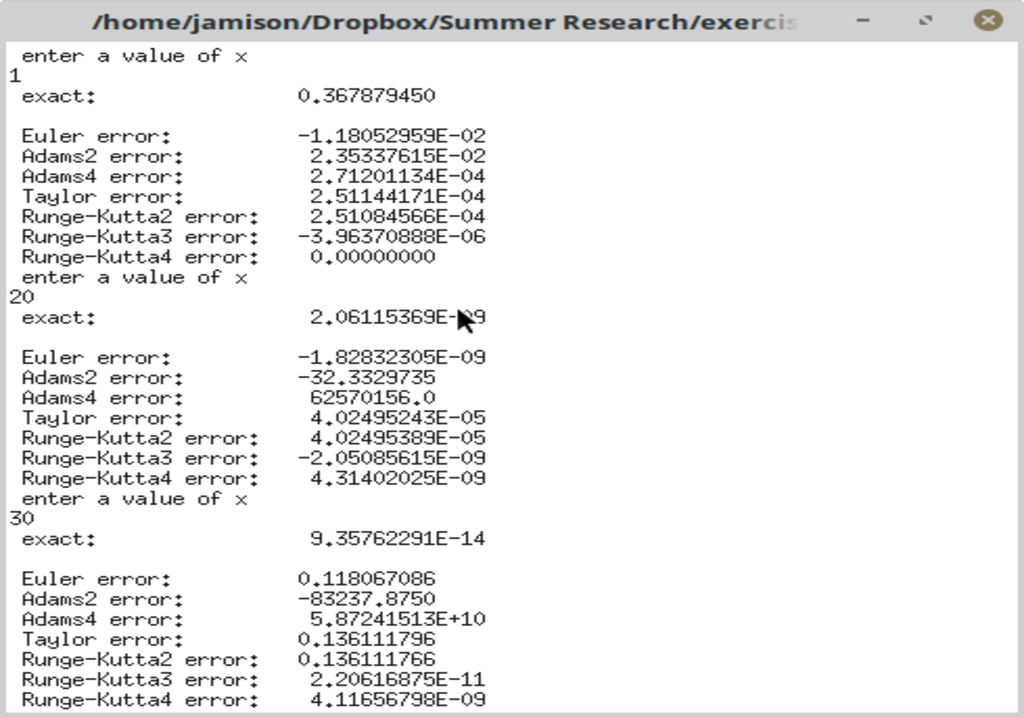 /home/jamison/Dropbox/Summer Research/exercis
enter a value of x
1
exact: 0.367879450
Euler error: -1.18052959E-02
Adams2 error: 2.35337615E-02
Adams4 error: 2.71201134E-04
Taylor error: 2.51144171E-04
Runge-Kutta2 error: 2.51084566E-04
Runge-Kutta3 error: -3.96370888E-06
Runge-Kutta4 error: 0.00000000
enter a value of x
20
exact: 2.06115369E-09
Euler error: -1.82832305E-09
Adams2 error: -32.3329735
Adams4 error: 62570156.0
Taylor error: 4.02495243E-05
Runge-Kutta2 error: 4.02495389E-05
Runge-Kutta3 error: -2.05085615E-09
Runge-Kutta4 error: 4.31402025E-09
enter a value of x
30
exact: 9.35762291E-14
Euler error: 0.118067086
Adams2 error: -83237.8750
Adams4 error: 5.87241513E+10
Taylor error: 0.136111796
Runge-Kutta2 error: 0.136111766
Runge-Kutta3 error: 2.20616875E-11
Runge-Kutta4 error: 4.11656798E-09